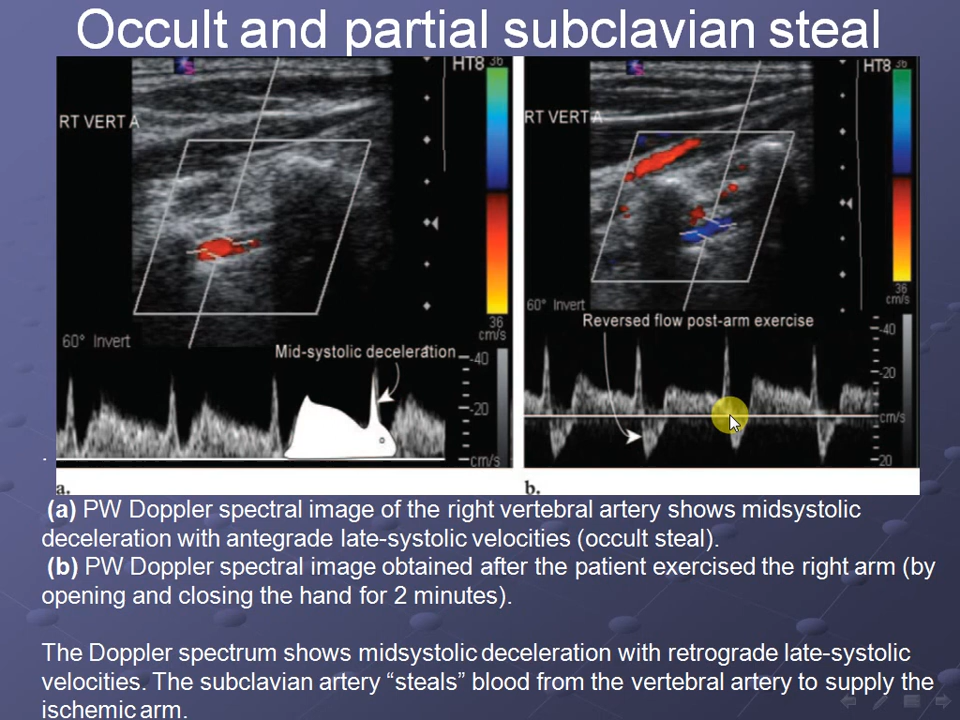 Occult and partial subclavian steal
HT8 36
RT VERT A
36
cm/s
60° Invert
Mid-systolic deceleration
-40
-20
cm/s
a.
HT8 36
RT VERT A
36
cm/s
60° Invert
Reversed flow post-arm exercise
-40
-20
cm/s
-20
b.
.
(a) PW Doppler spectral image of the right vertebral artery shows midsystolic
deceleration with antegrade late-systolic velocities (occult steal).
(b) PW Doppler spectral image obtained after the patient exercised the right arm (by
opening and closing the hand for 2 minutes).
The Doppler spectrum shows midsystolic deceleration with retrograde late-systolic
velocities. The subclavian artery “steals” blood from the vertebral artery to supply the
ischemic arm.